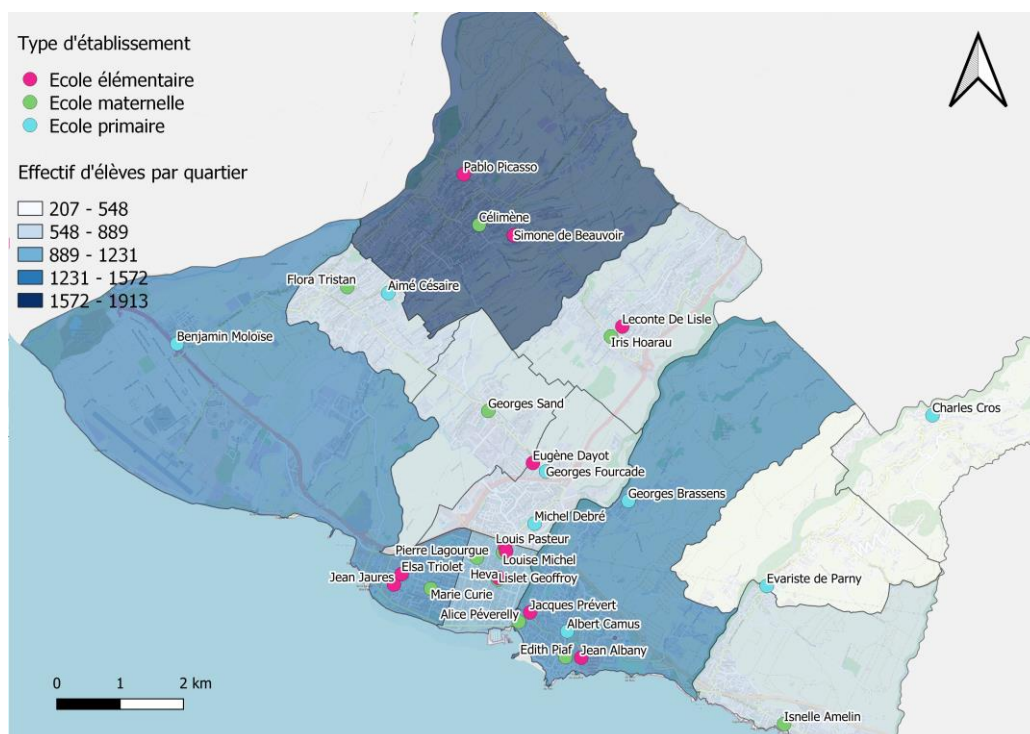 Type d'établissement
Ecole élémentaire
Ecole maternelle
Ecole primaire
Effectif d'élèves par quartier
207 - 548
548 - 889
889 - 1231
1231 - 1572
1572 - 1913
Pablo Picasso
Célimène
Simone de Beauvoir
Flora Tristan
Aimé Césaire
Leconte De Lisle
Iris Hoarau
Benjamin Moloïse
Georges Sand
Charles Cros
Eugène Dayot
Georges Fourcade
Georges Brassens
Michel Debré
Louis Pasteur
Pierre Lagourgue
Louise Michel
Elsa Triolet
Heva
Lislet Geoffroy
Jean Jaures
Evariste de Parny
Marie Curie
Jacques Prévert
Alice Péverelly
Albert Camus
Edith Piaf
Jean Albany
Isnelle Amelin
0 1 2 km